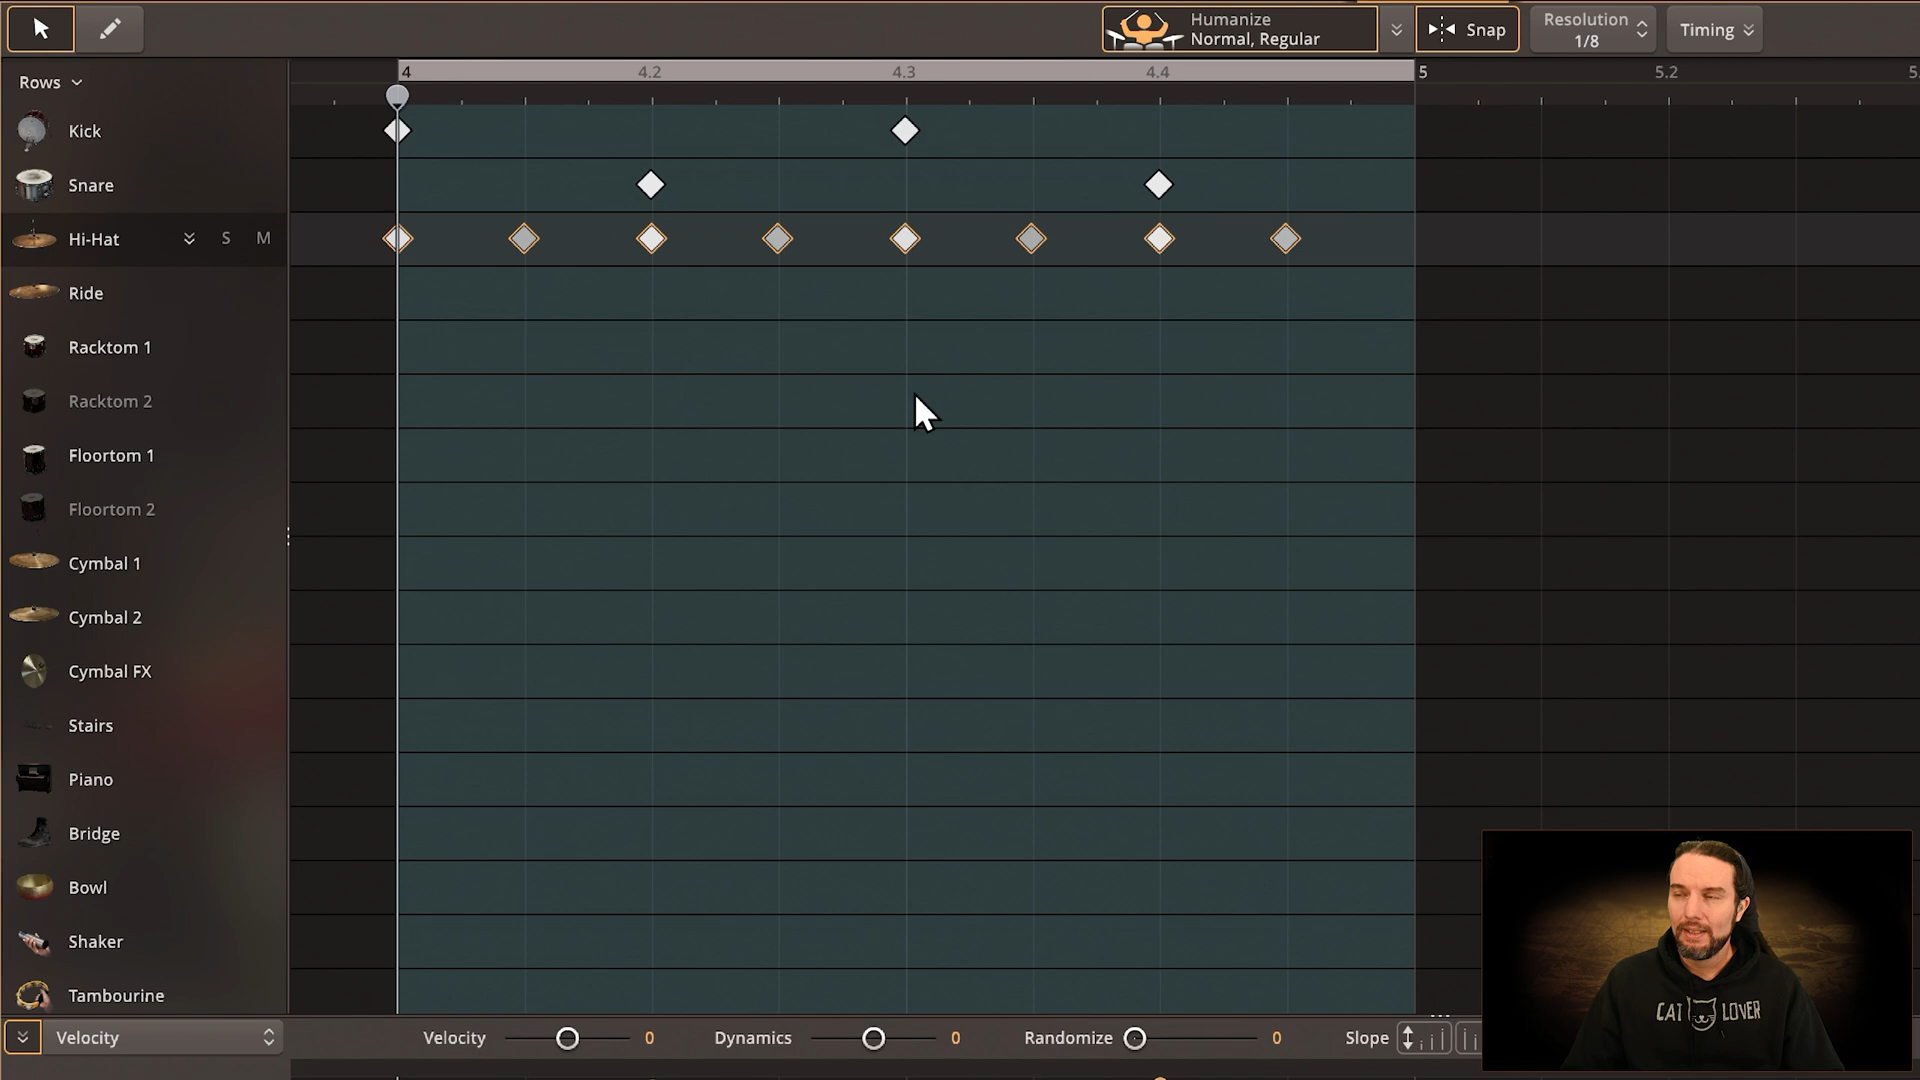 Humanize
Normal, Regular
Snap
Resolution
1/8
Timing
Rows
4
4.2
4.3
4.4
5
5.2
Kick
Snare
Hi-Hat
S
M
Ride
Racktom 1
Racktom 2
Floortom 1
Floortom 2
Cymbal 1
Cymbal 2
Cymbal FX
Stairs
Piano
Bridge
Bowl
Shaker
Tambourine
Velocity
Velocity
0
Dynamics
0
Randomize
0
Slope
CAT LOVER